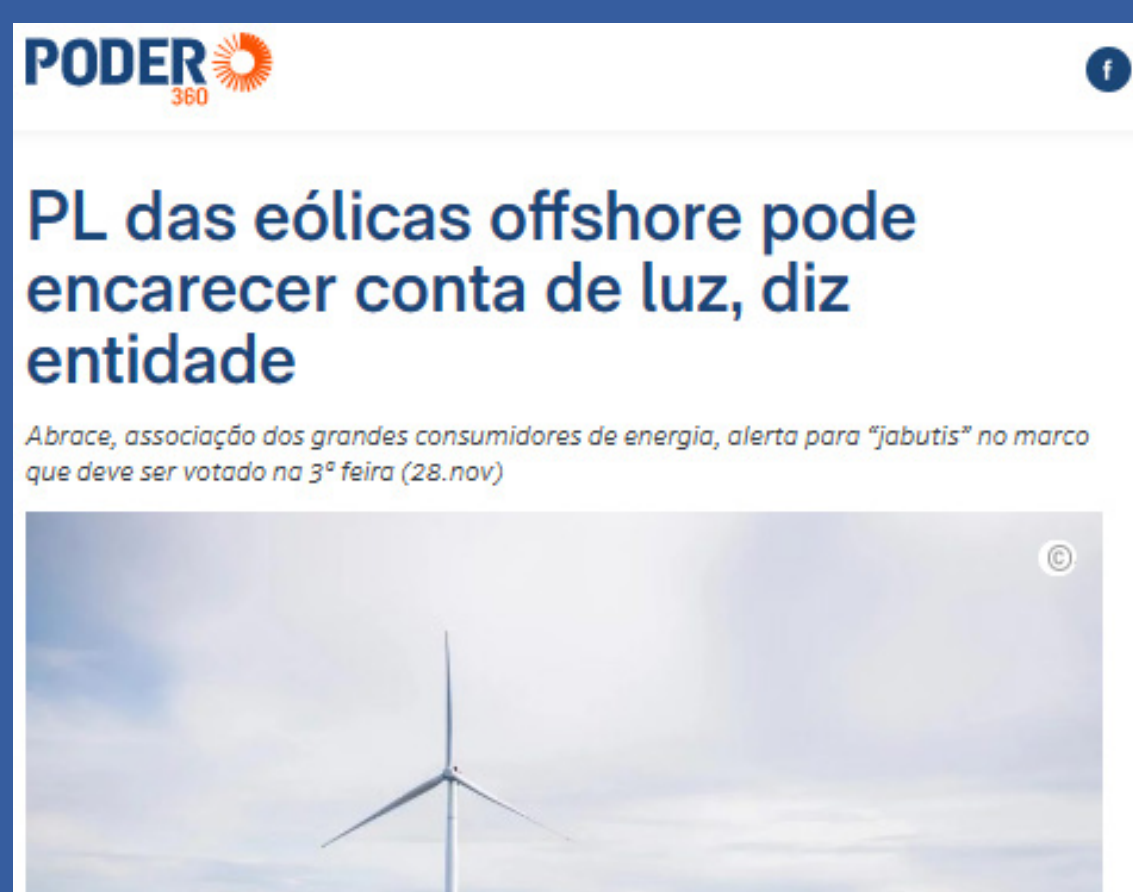 PODER
360
f
PL das eólicas offshore pode
encarecer conta de luz, diz
entidade
Abrace, associação dos grandes consumidores de energia, alerta para “jabutis” no marco
que deve ser votado na 3ª feira (28.nov)
©